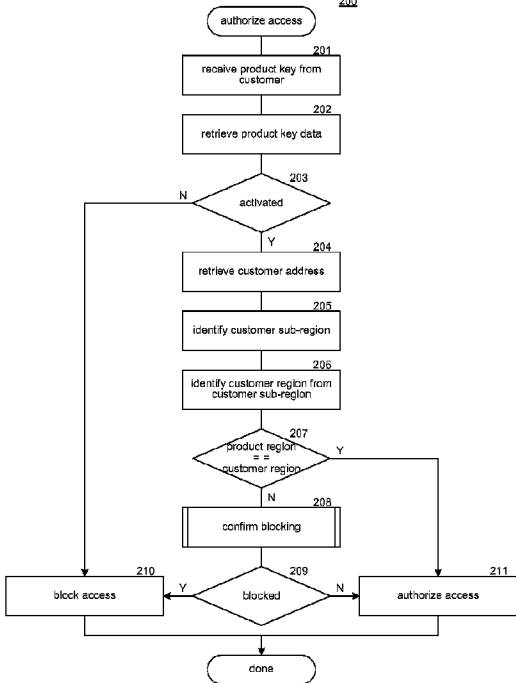 200
authorize access
201
receive product key from
customer
202
retrieve product key data
203
activated
N
Y
204
retrieve customer address
205
identify customer sub-region
206
identify customer region from
customer sub-region
207
product region
= =
customer region
Y
N
208
confirm blocking
210
block access
Y
209
blocked
N
211
authorize access
done